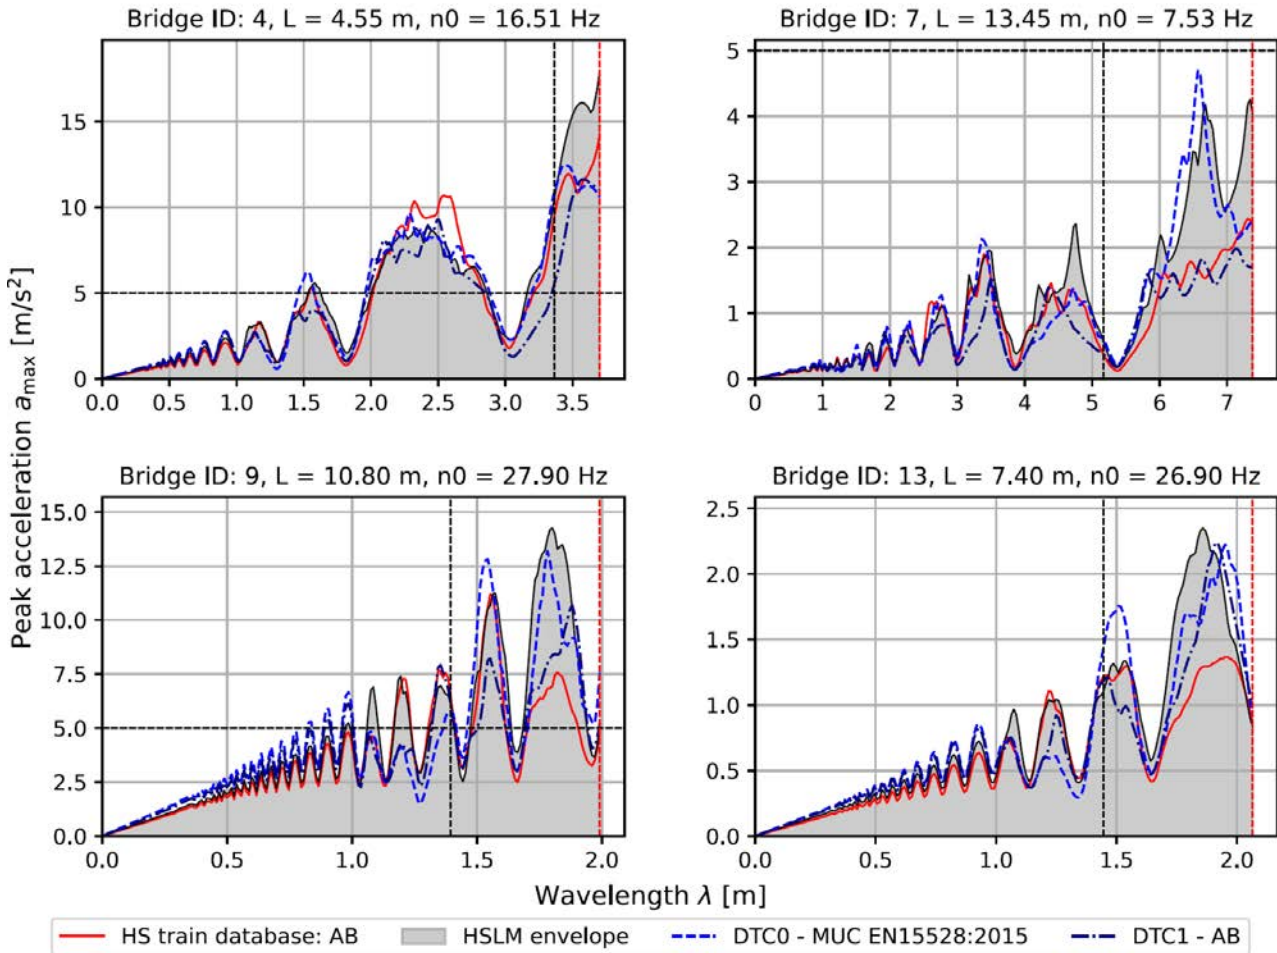 Bridge ID: 4, L = 4.55 m, n0 = 16.51 Hz
15
10
5
0
0.0 0.5 1.0 1.5 2.0 2.5 3.0 3.5
Bridge ID: 7, L = 13.45 m, n0 = 7.53 Hz
5
4
3
2
1
0
0 1 2 3 4 5 6 7
Peak acceleration a_max [m/s²]
Bridge ID: 9, L = 10.80 m, n0 = 27.90 Hz
15.0
12.5
10.0
7.5
5.0
2.5
0.0
0.0 0.5 1.0 1.5 2.0
Bridge ID: 13, L = 7.40 m, n0 = 26.90 Hz
2.5
2.0
1.5
1.0
0.5
0.0
0.0 0.5 1.0 1.5 2.0
Wavelength λ [m]
HS train database: AB HSLM envelope DTC0 - MUC EN15528:2015 DTC1 - AB